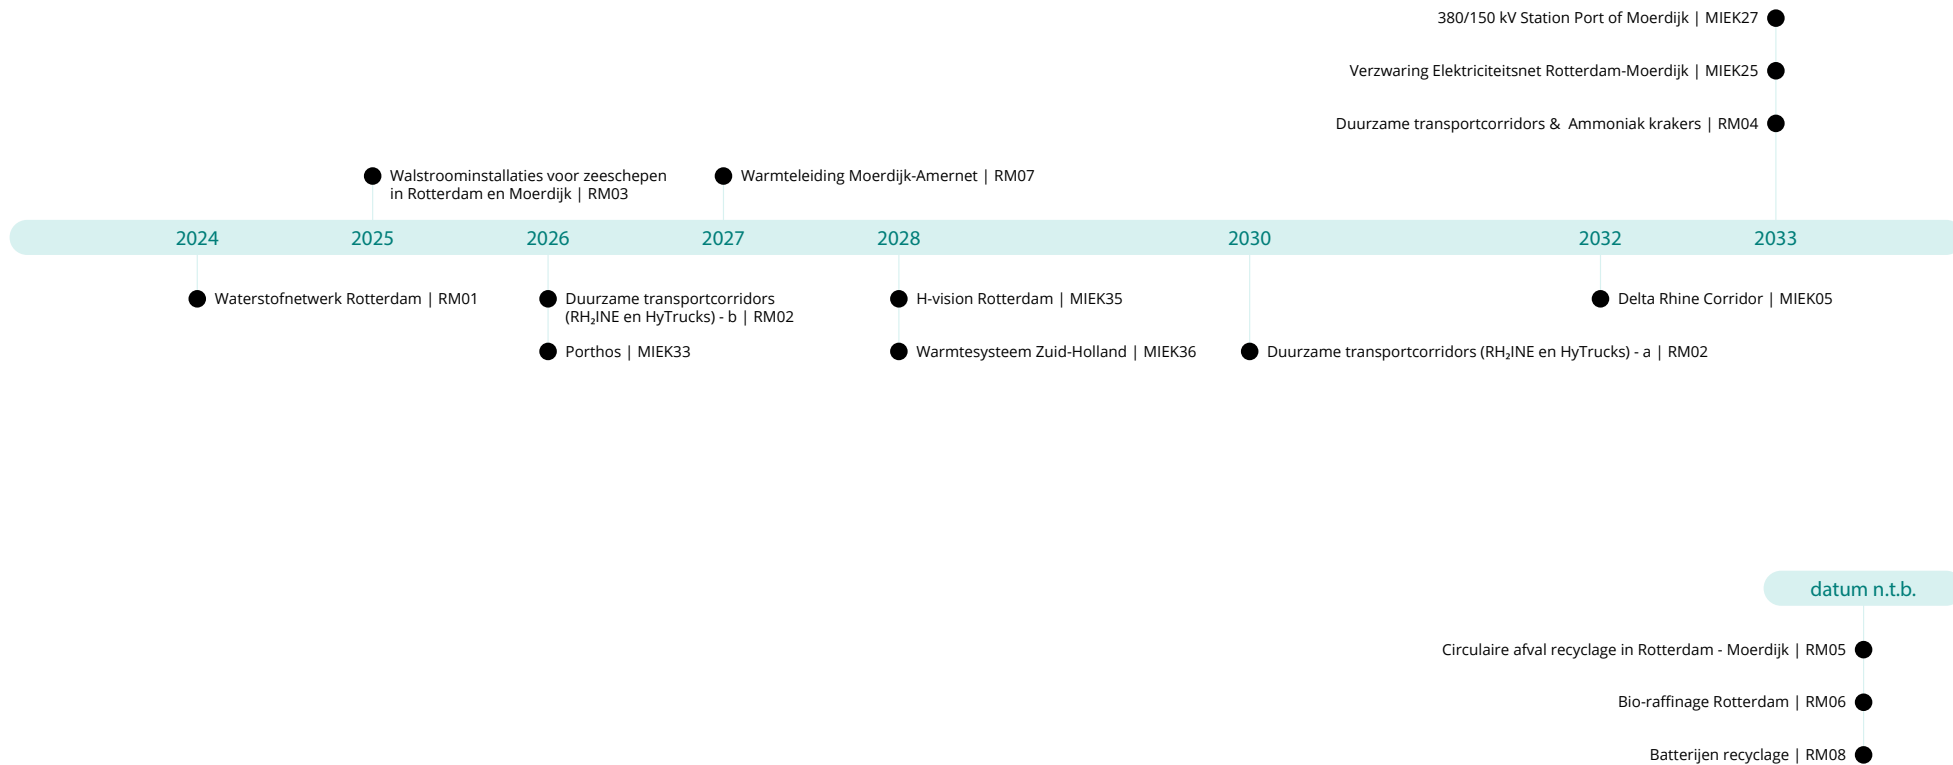 380/150 kV Station Port of Moerdijk | MIEK27
Verzwaring Elektriciteitsnet Rotterdam-Moerdijk | MIEK25
Duurzame transportcorridors & Ammoniak krakers | RM04
Walstroominstallaties voor zeeschepen
in Rotterdam en Moerdijk | RM03
Warmteleiding Moerdijk-Amernet | RM07
2024 2025 2026 2027 2028 2030 2032 2033
Waterstofnetwerk Rotterdam | RM01
Duurzame transportcorridors
(RH₂INE en HyTrucks) - b | RM02
Porthos | MIEK33
H-vision Rotterdam | MIEK35
Warmtesysteem Zuid-Holland | MIEK36
Duurzame transportcorridors (RH₂INE en HyTrucks) - a | RM02
Delta Rhine Corridor | MIEK05
datum n.t.b.
Circulaire afval recyclage in Rotterdam - Moerdijk | RM05
Bio-raffinage Rotterdam | RM06
Batterijen recyclage | RM08